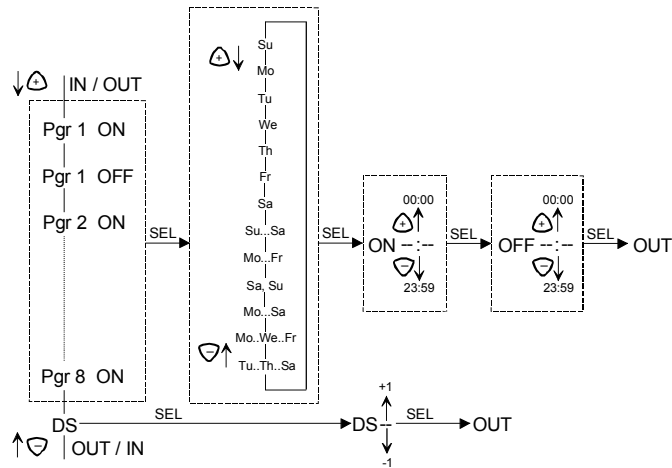 IN / OUT
Pgr 1 ON
Pgr 1 OFF
Pgr 2 ON
Pgr 8 ON
DS
OUT / IN
SEL
+
Su
Mo
Tu
We
Th
Fr
Sa
Su...Sa
Mo...Fr
Sa, Su
Mo...Sa
Mo..We..Fr
Tu..Th..Sa
SEL
00:00
+
ON --:--
23:59
SEL
00:00
+
OFF --:--
23:59
SEL
OUT
SEL
+1
DS--
-1
SEL
OUT